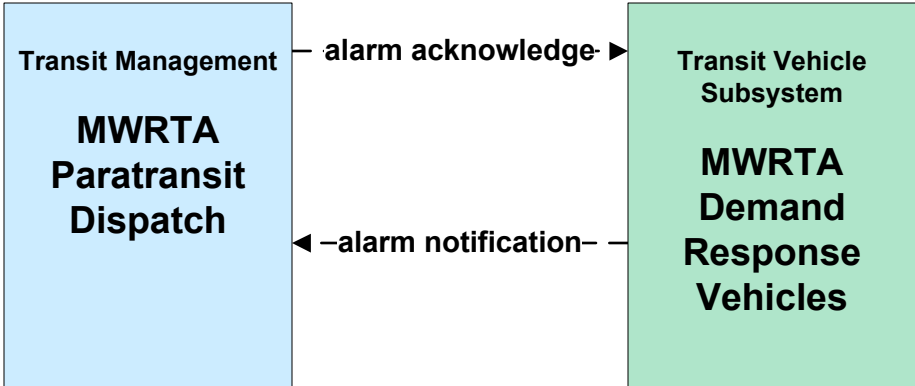 Transit Management
MWRTA
Paratransit
Dispatch
alarm acknowledge
alarm notification
Transit Vehicle
Subsystem
MWRTA
Demand
Response
Vehicles